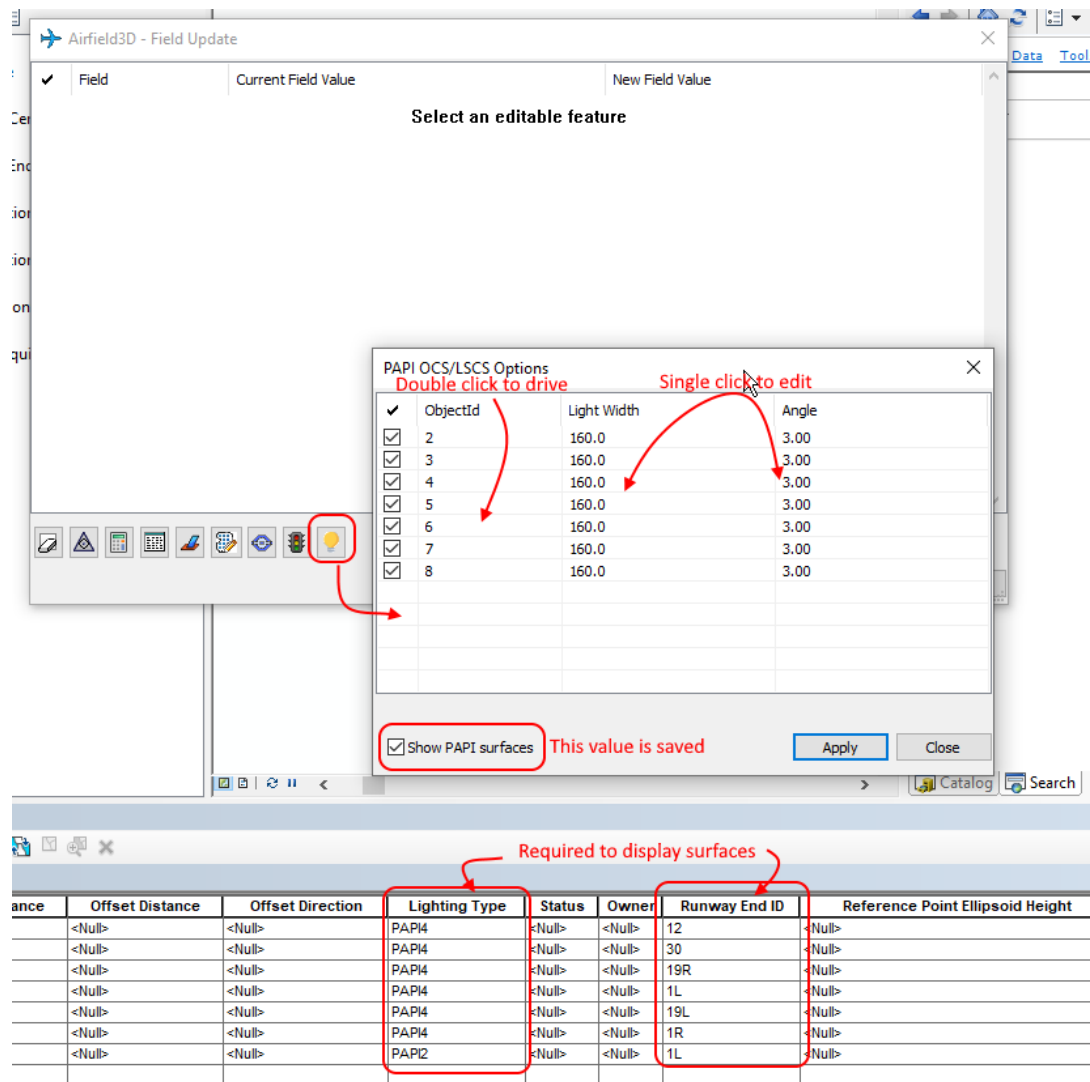 Airfield3D - Field Update
Data Tool
Field Current Field Value New Field Value
Select an editable feature
PAPI OCS/LSCS Options
Double click to drive Single click to edit
ObjectId Light Width Angle
2 160.0 3.00
3 160.0 3.00
4 160.0 3.00
5 160.0 3.00
6 160.0 3.00
7 160.0 3.00
8 160.0 3.00
Show PAPI surfaces This value is saved Apply Close
Catalog Search
Required to display surfaces
ance Offset Distance Offset Direction Lighting Type Status Owner Runway End ID Reference Point Ellipsoid Height
<Null> <Null> PAPI4 <Null> <Null> 12 <Null>
<Null> <Null> PAPI4 <Null> <Null> 30 <Null>
<Null> <Null> PAPI4 <Null> <Null> 19R <Null>
<Null> <Null> PAPI4 <Null> <Null> 1L <Null>
<Null> <Null> PAPI4 <Null> <Null> 19L <Null>
<Null> <Null> PAPI4 <Null> <Null> 1R <Null>
<Null> <Null> PAPI2 <Null> <Null> 1L <Null>